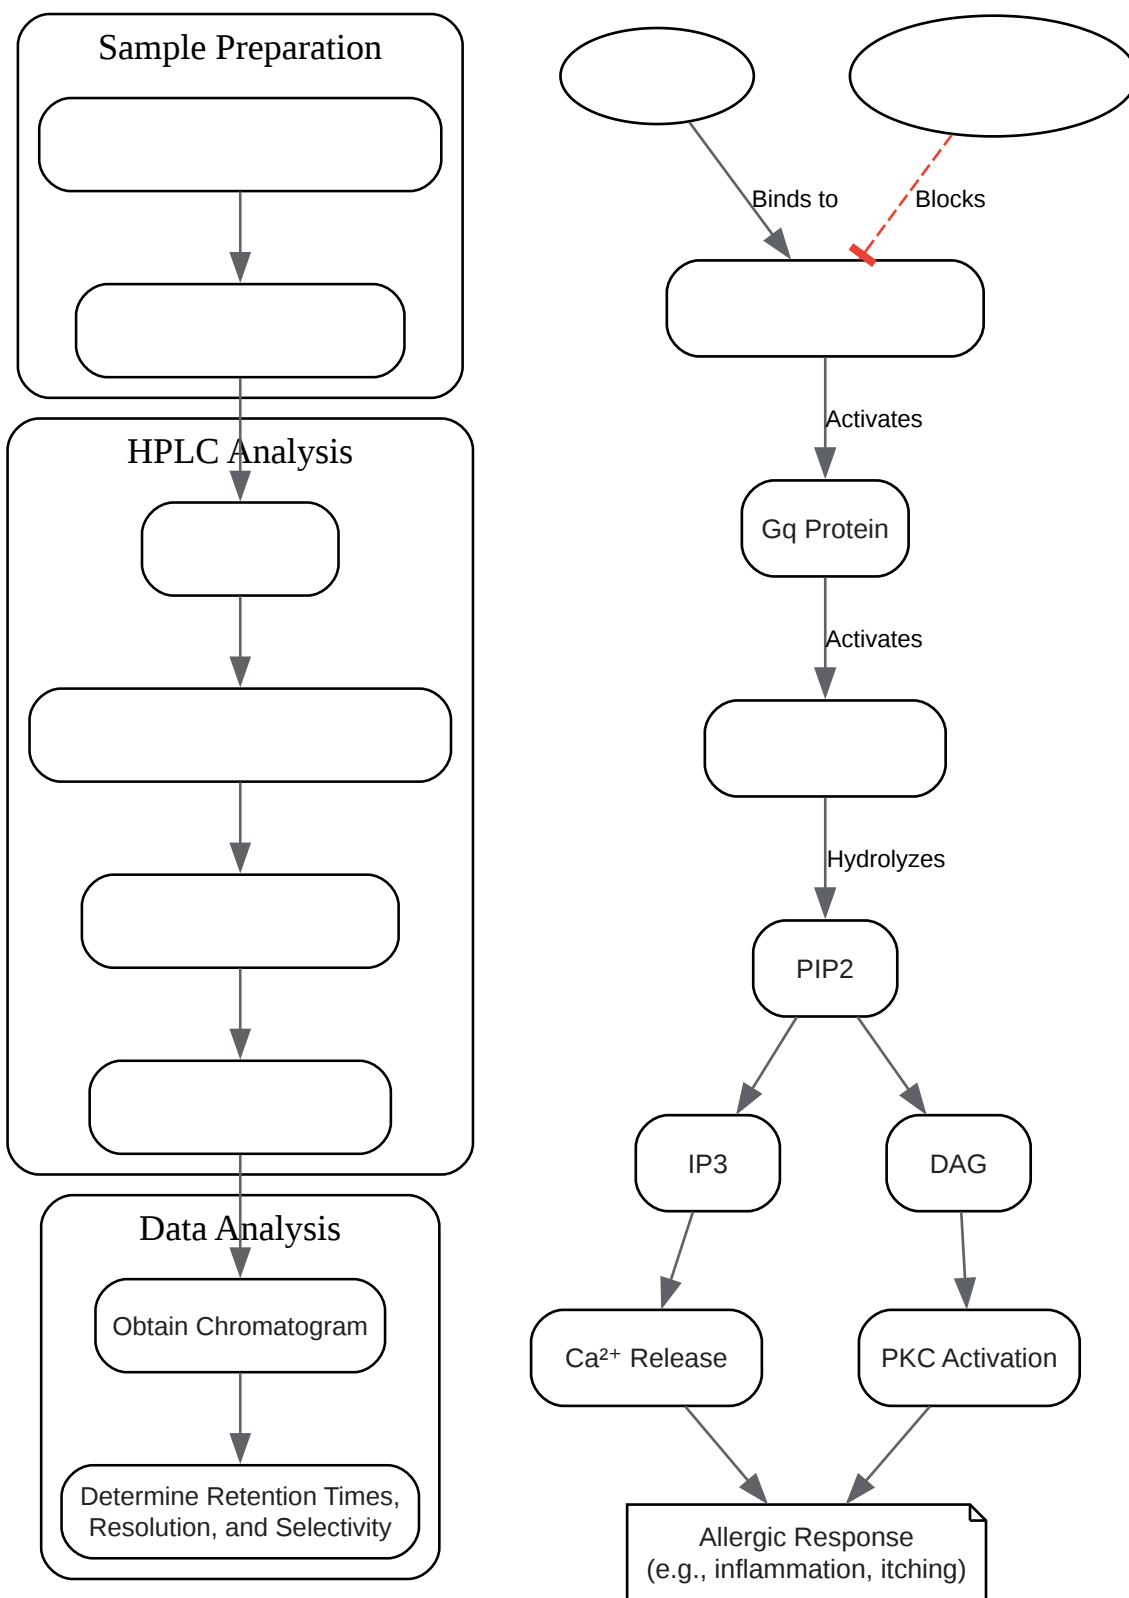 Sample Preparation
HPLC Analysis
Data Analysis
Obtain Chromatogram
Determine Retention Times,
Resolution, and Selectivity
Binds to
Blocks
Activates
Gq Protein
Activates
Hydrolyzes
PIP2
IP3
DAG
Ca²⁺ Release
PKC Activation
Allergic Response
(e.g., inflammation, itching)